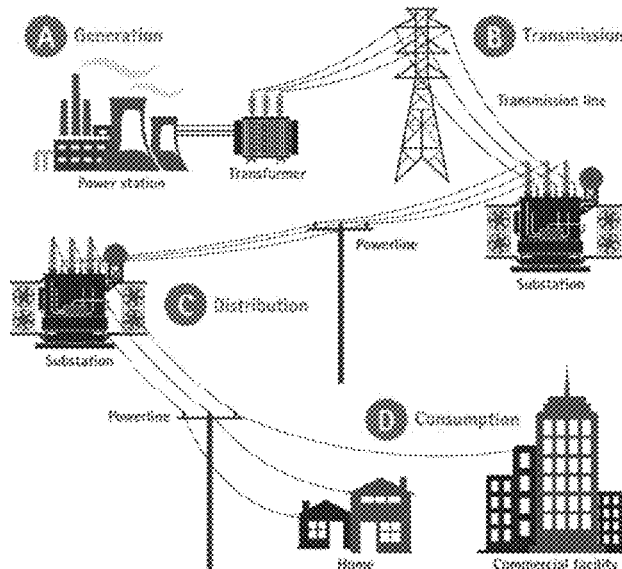 A Generation
B Transmission
Transmission line
Power station
Transformer
Powerline
Substation
C Distribution
Substation
Powerline
D Consumption
Home
Commercial facility